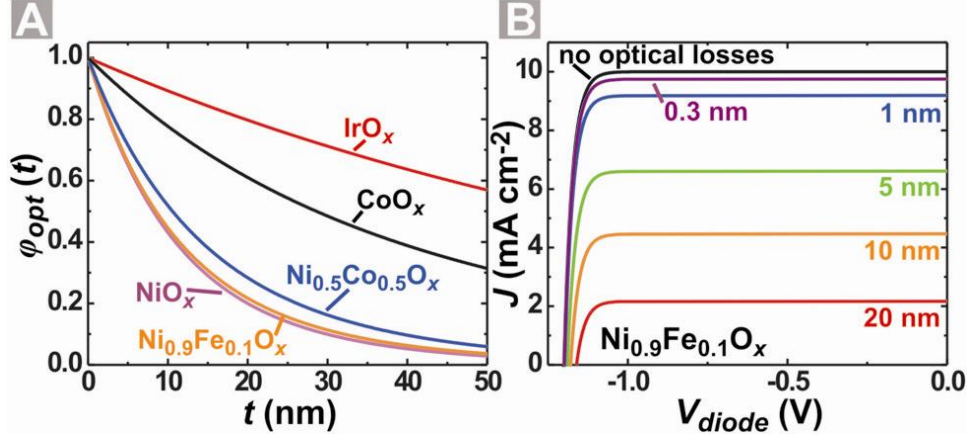 A
1.0
0.8
0.6
0.4
0.2
0.0
φopt (t)
IrOx
CoOx
Ni0.5Co0.5Ox
NiOx
Ni0.9Fe0.1Ox
0 10 20 30 40 50
t (nm)
B
10
8
6
4
2
0
J (mA cm-2)
no optical losses
0.3 nm
1 nm
5 nm
10 nm
20 nm
Ni0.9Fe0.1Ox
-1.0 -0.5 0.0
Vdiode (V)